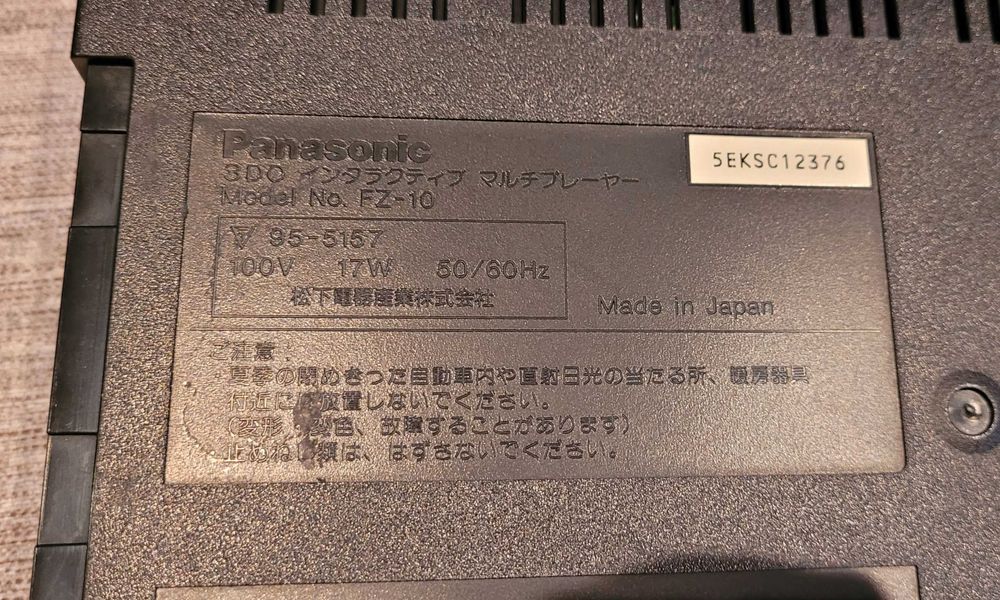 Panasonic
5EKSC12376
3DO インタラクティブ マルチプレーヤー
Model No. FZ-10
95-5157
100V 17W 50/60Hz
松下電器産業株式会社
Made in Japan
ご注意:
夏季の閉めきった自動車内や直射日光の当たる所、暖房器具
付近には放置しないでください。
(変形、変色、故障することがあります)
止めねじ類は、はずさないでください。